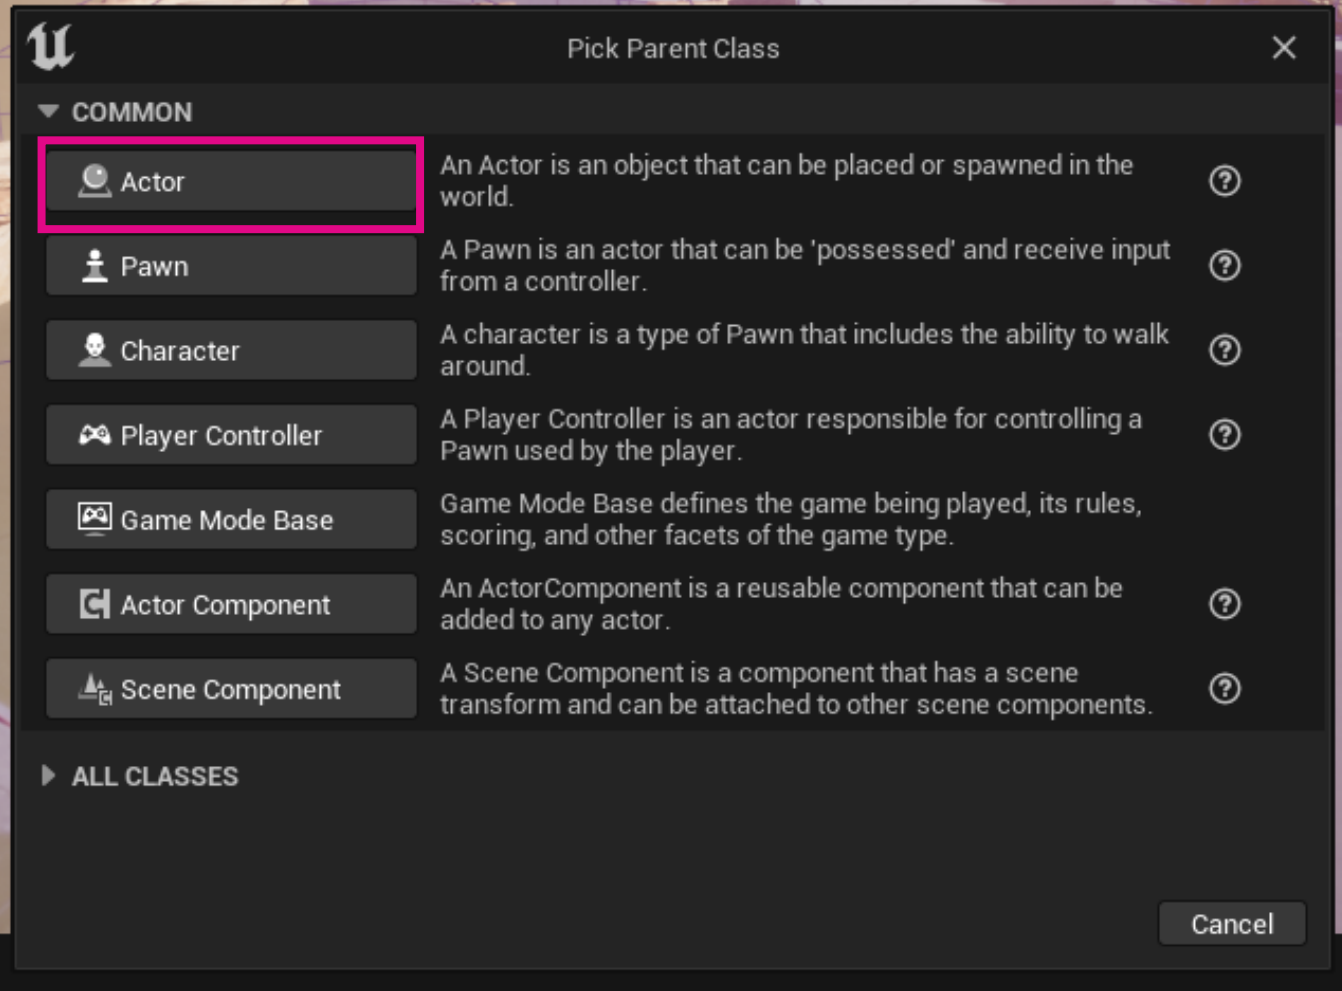 Pick Parent Class
COMMON
Actor
An Actor is an object that can be placed or spawned in the
world.
Pawn
A Pawn is an actor that can be 'possessed' and receive input
from a controller.
Character
A character is a type of Pawn that includes the ability to walk
around.
Player Controller
A Player Controller is an actor responsible for controlling a
Pawn used by the player.
Game Mode Base
Game Mode Base defines the game being played, its rules,
scoring, and other facets of the game type.
Actor Component
An ActorComponent is a reusable component that can be
added to any actor.
Scene Component
A Scene Component is a component that has a scene
transform and can be attached to other scene components.
ALL CLASSES
Cancel